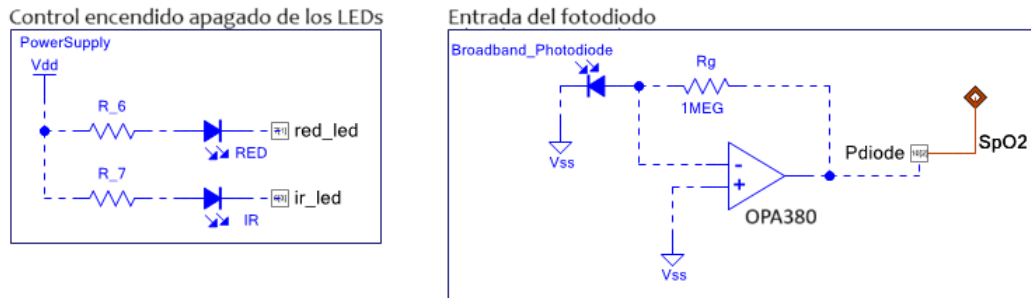 Control encendido apagado de los LEDs
PowerSupply
Vdd
R_6
red_led
RED
R_7
ir_led
IR
Entrada del fotodiodo
Broadband_Photodiode
Rg
1MEG
Vss
-
+
OPA380
Vss
Pdiode
SpO2